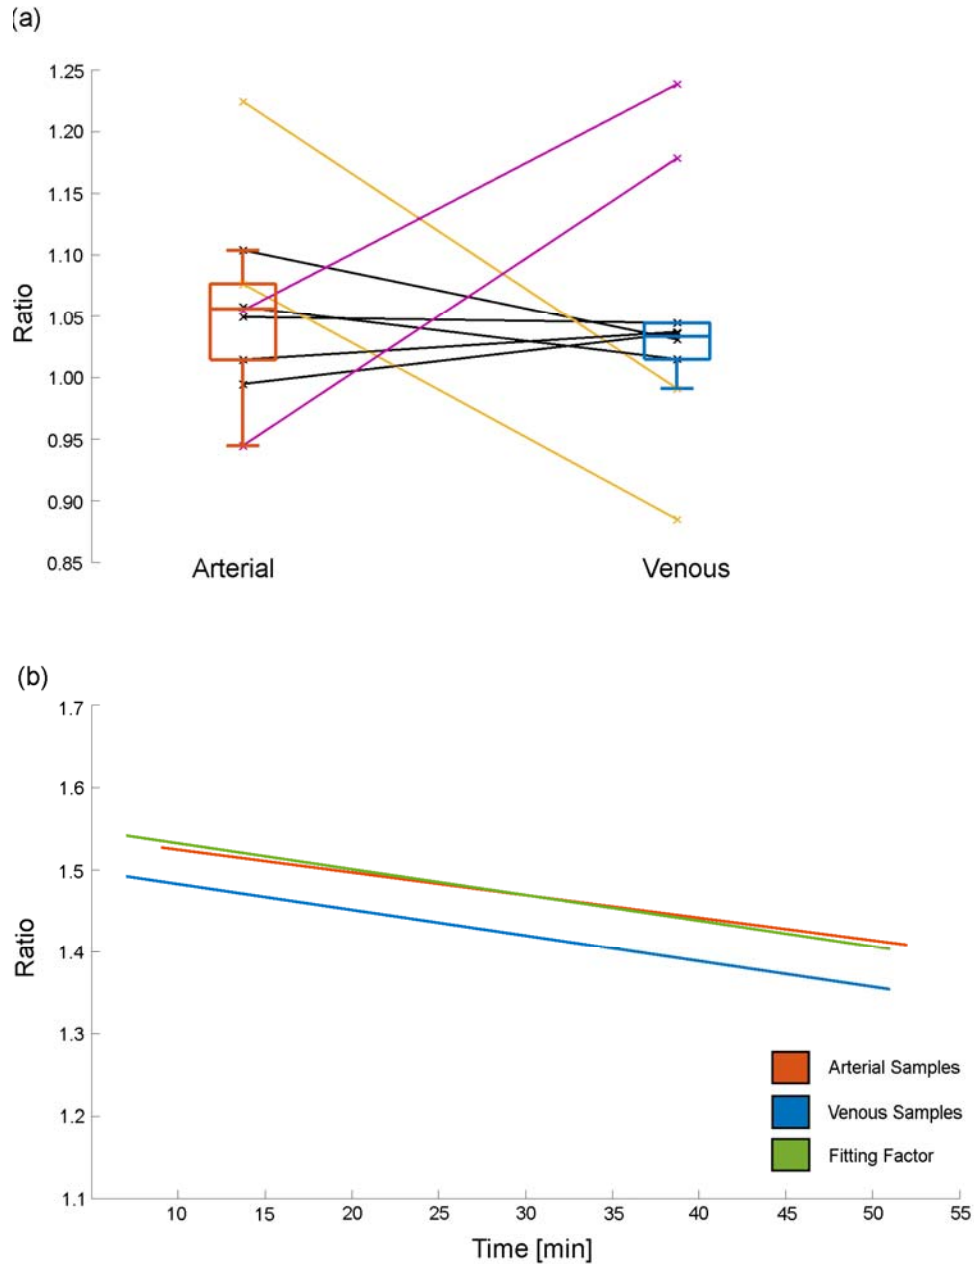 (a)
1.25
1.20
1.15
1.10
1.05
1.00
0.95
0.90
0.85
Ratio
Arterial
Venous
(b)
1.7
1.6
1.5
1.4
1.3
1.2
1.1
Ratio
Arterial Samples
Venous Samples
Fitting Factor
10 15 20 25 30 35 40 45 50 55
Time [min]